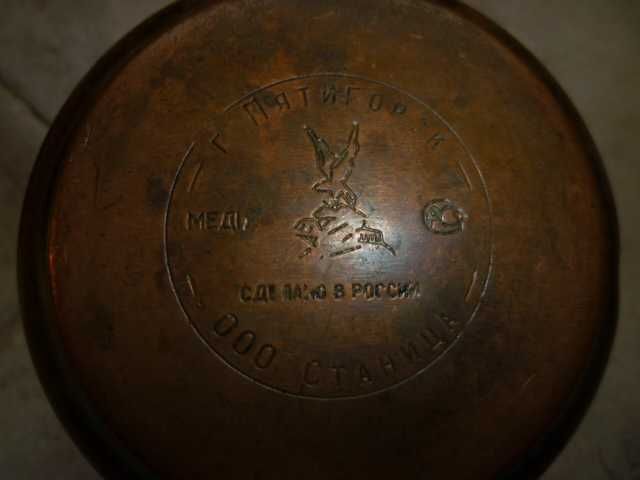 г Пятигорск
МЕДЬ
СДЕЛАНО В РОССИИ
ООО СТАНИЦА